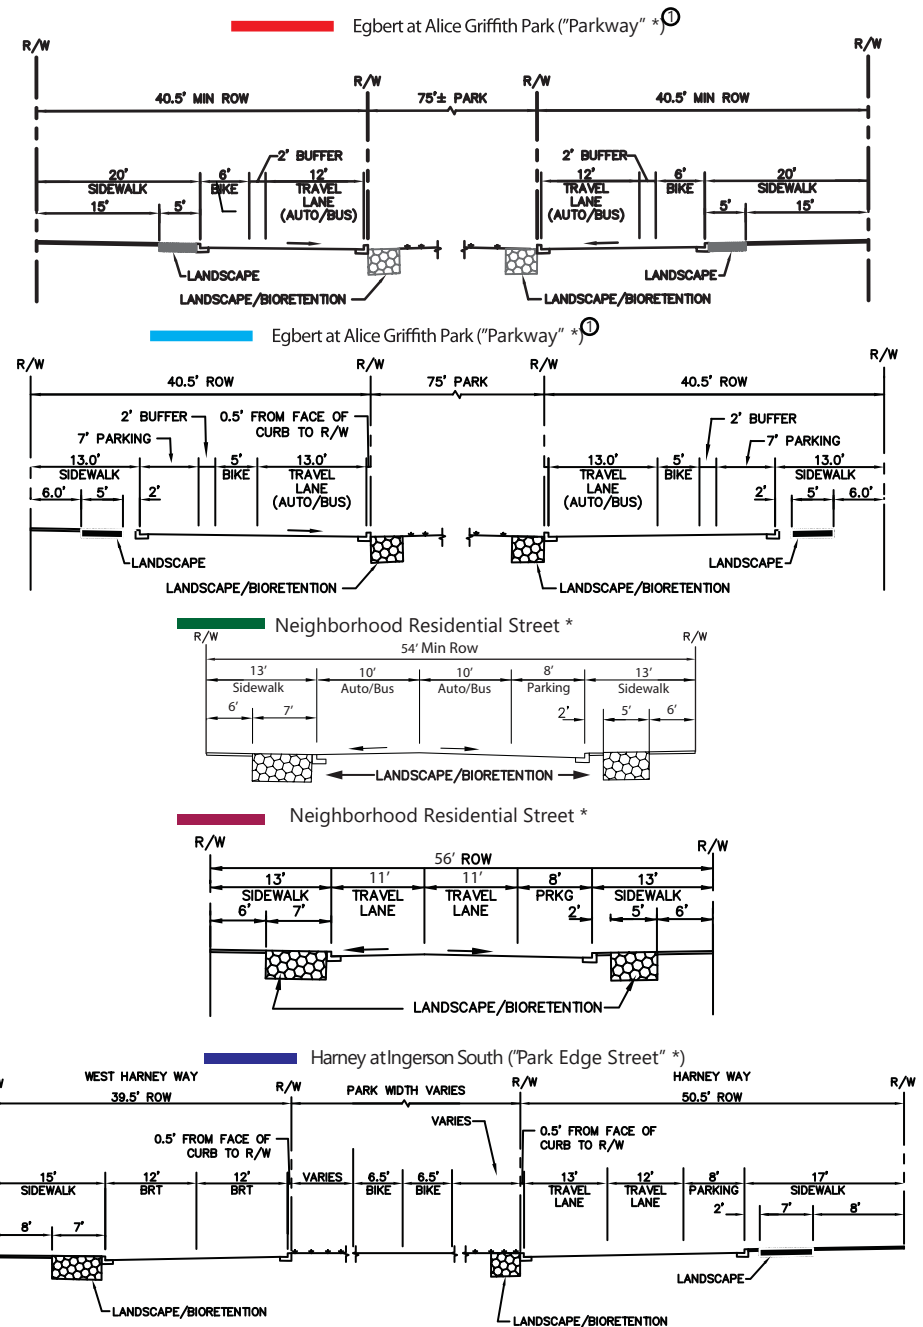 Egbert at Alice Griffith Park ("Parkway" *) 1
R/W R/W R/W R/W
40.5' MIN ROW 75'± PARK 40.5' MIN ROW
2' BUFFER 2' BUFFER
20' 6' 12' 12' 6' 20'
SIDEWALK BIKE TRAVEL TRAVEL BIKE SIDEWALK
LANE LANE
15' 5' (AUTO/BUS) (AUTO/BUS) 5' 15'
LANDSCAPE LANDSCAPE
LANDSCAPE/BIORETENTION LANDSCAPE/BIORETENTION
Egbert at Alice Griffith Park ("Parkway" *) 1
R/W R/W R/W R/W
40.5' ROW 75' PARK 40.5' ROW
2' BUFFER 0.5' FROM FACE OF 2' BUFFER
7' PARKING CURB TO R/W 7' PARKING
13.0' 5' 13.0' 13.0' 5' 13.0'
SIDEWALK BIKE TRAVEL TRAVEL BIKE SIDEWALK
LANE LANE
6.0' 5' 2' (AUTO/BUS) (AUTO/BUS) 2' 5' 6.0'
LANDSCAPE LANDSCAPE
LANDSCAPE/BIORETENTION LANDSCAPE/BIORETENTION
Neighborhood Residential Street *
R/W R/W
54' Min Row
13' 10' 10' 8' 13'
Sidewalk Auto/Bus Auto/Bus Parking Sidewalk
6' 7' 2' 5' 6'
LANDSCAPE/BIORETENTION
Neighborhood Residential Street *
R/W R/W
56' ROW
13' 11' 11' 8' 13'
SIDEWALK TRAVEL TRAVEL PRKG SIDEWALK
LANE LANE
6' 7' 2' 5' 6'
LANDSCAPE/BIORETENTION
Harney at Ingerson South ("Park Edge Street" *)
WEST HARNEY WAY R/W PARK WIDTH VARIES R/W HARNEY WAY R/W
39.5' ROW 50.5' ROW
VARIES
0.5' FROM FACE OF 0.5' FROM FACE OF
CURB TO R/W CURB TO R/W
15' 12' 12' VARIES 6.5' 6.5' 13' 12' 8' 17'
SIDEWALK BRT BRT BIKE BIKE TRAVEL TRAVEL PARKING SIDEWALK
LANE LANE
8' 7' 2' 7' 8'
LANDSCAPE
LANDSCAPE/BIORETENTION LANDSCAPE/BIORETENTION